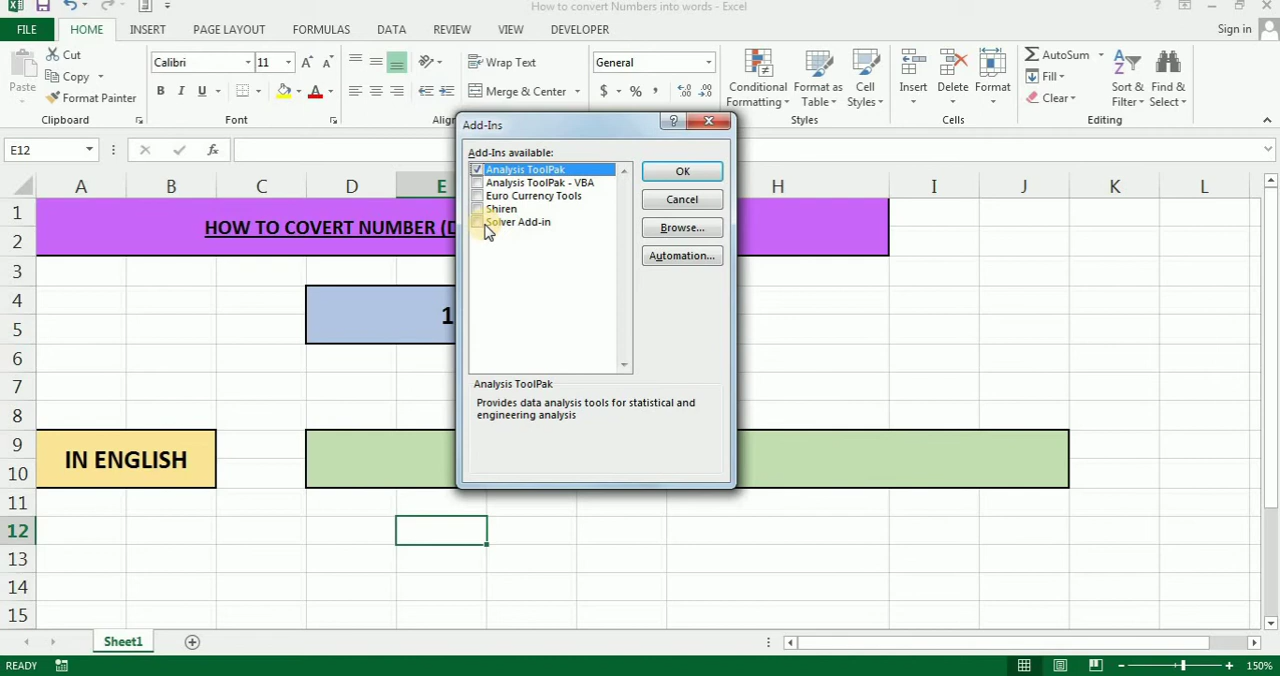 How to convert Numbers into words - Excel
Sign in
FILE HOME INSERT PAGE LAYOUT FORMULAS DATA REVIEW VIEW DEVELOPER
Paste
Cut
Copy
Format Painter
Clipboard
Calibri 11
B I U
Font
Wrap Text
Merge & Center
General
$ % ,
Conditional Formatting
Format as Table
Cell Styles
Styles
Insert Delete Format
Cells
AutoSum
Fill
Clear
Sort & Filter
Find & Select
Editing
E12
fx
A B C D E H I J K L
1
2
3
4
5
6
7
8
9
10
11
12
13
14
15
HOW TO COVERT NUMBER (D
1
IN ENGLISH
Add-Ins
Add-Ins available:
Analysis ToolPak
Analysis ToolPak - VBA
Euro Currency Tools
Shiren
Solver Add-in
OK
Cancel
Browse...
Automation...
Analysis ToolPak
Provides data analysis tools for statistical and
engineering analysis
Sheet1
READY
150%